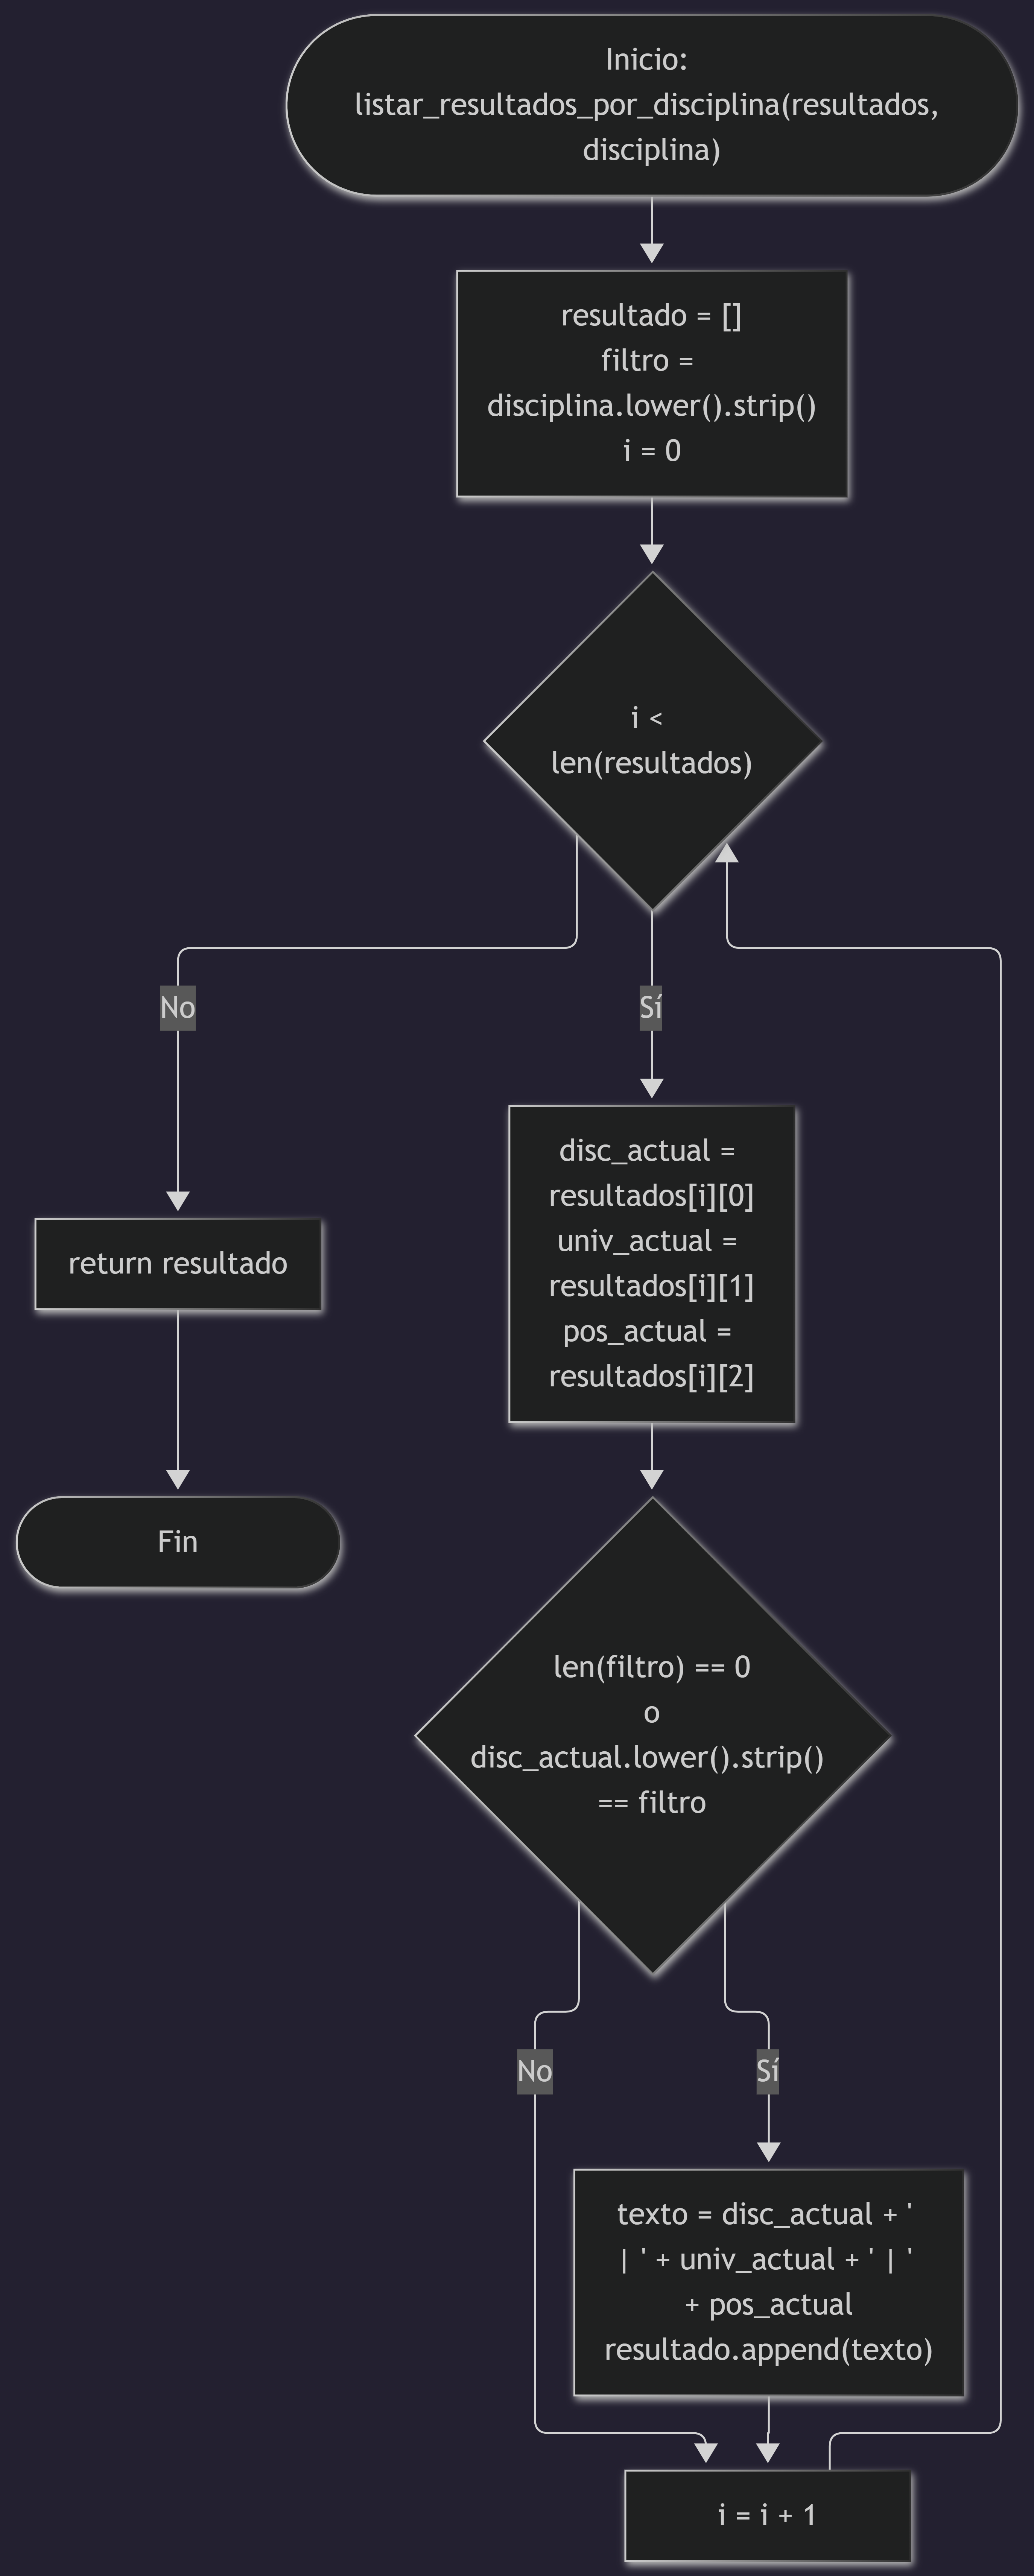 Inicio:
listar_resultados_por_disciplina(resultados,
disciplina)
resultado = []
filtro =
disciplina.lower().strip()
i = 0
i <
len(resultados)
No
Sí
disc_actual =
resultados[i][0]
univ_actual =
resultados[i][1]
pos_actual =
resultados[i][2]
return resultado
Fin
len(filtro) == 0
o
disc_actual.lower().strip()
== filtro
No
Sí
texto = disc_actual + '
| ' + univ_actual + ' | '
+ pos_actual
resultado.append(texto)
i = i + 1